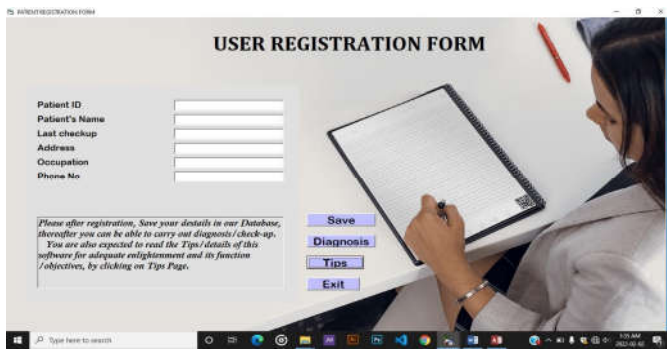 PATIENT REGISTRATION FORM
USER REGISTRATION FORM
Patient ID
Patient's Name
Last checkup
Address
Occupation
Phone No
Please after registration, Save your destails in our Database,
thereafter you can be able to carry out diagnosis/check-up.
You are also expected to read the Tips/details of this
software for adequate enlightenment and its function
/objectives, by clicking on Tips Page.
Save
Diagnosis
Tips
Exit
Type here to search